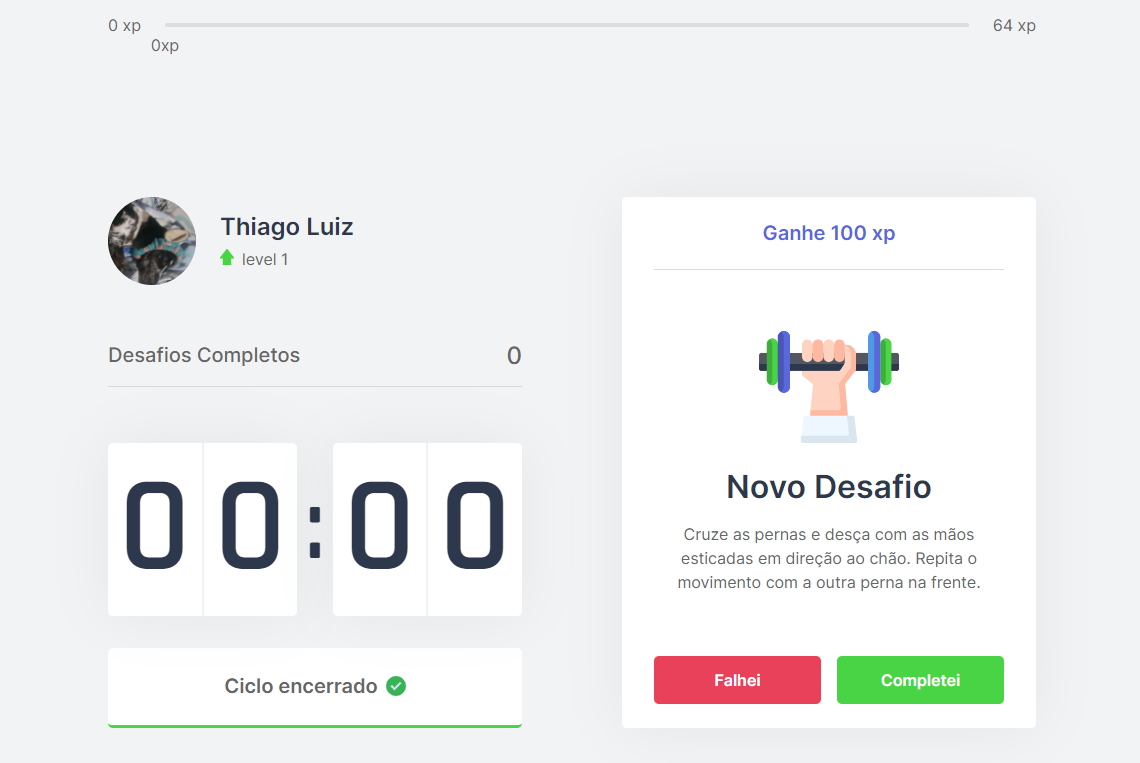 0 xp
64 xp
0xp
Thiago Luiz
level 1
Desafios Completos 0
00:00
Ciclo encerrado
Ganhe 100 xp
Novo Desafio
Cruze as pernas e desça com as mãos
esticadas em direção ao chão. Repita o
movimento com a outra perna na frente.
Falhei
Completei